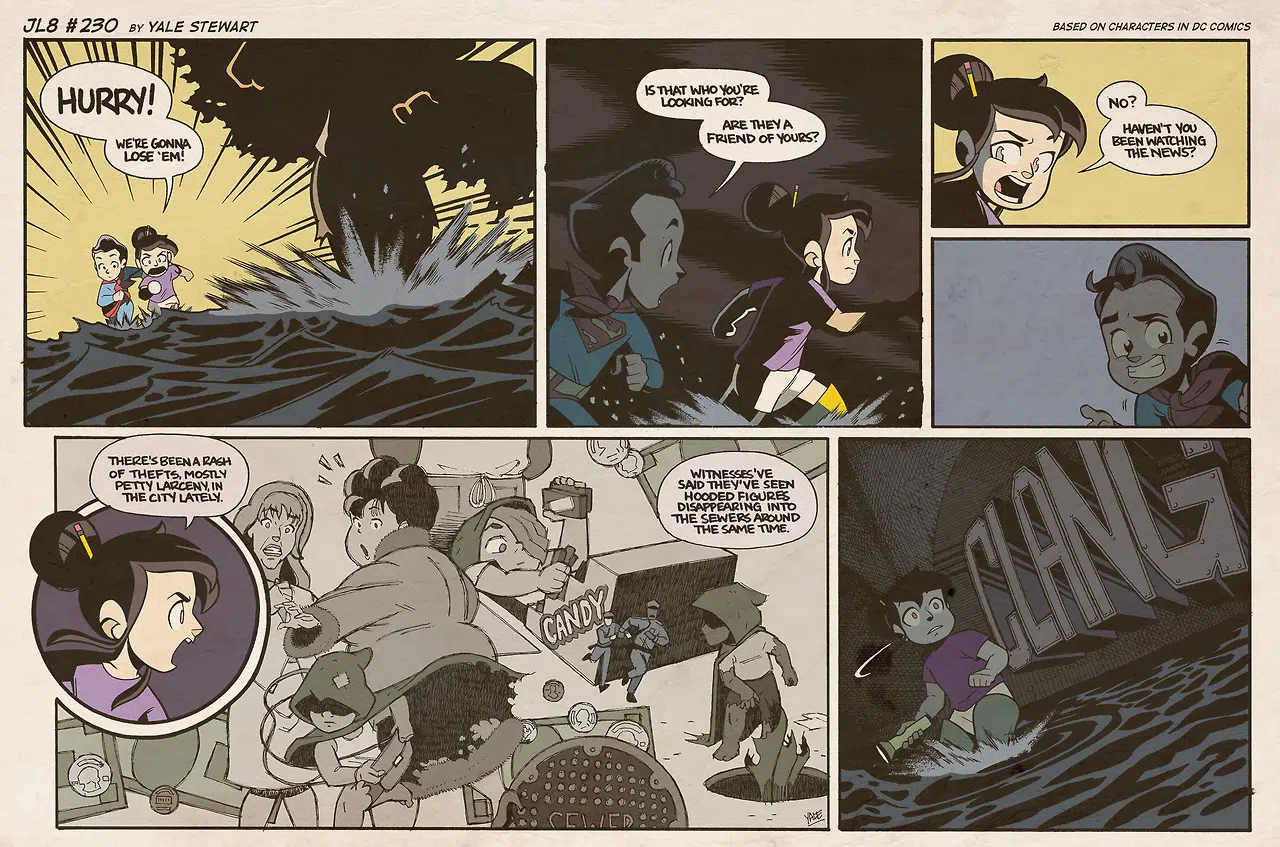 JL8 #230 BY YALE STEWART
BASED ON CHARACTERS IN DC COMICS
HURRY!
WE'RE GONNA
LOSE 'EM!
IS THAT WHO YOU'RE
LOOKING FOR?
ARE THEY A
FRIEND OF YOURS?
NO?
HAVEN'T YOU
BEEN WATCHING
THE NEWS?
THERE'S BEEN A RASH
OF THEFTS, MOSTLY
PETTY LARCENY, IN
THE CITY LATELY.
WITNESSES'VE
SAID THEY'VE SEEN
HOODED FIGURES
DISAPPEARING INTO
THE SEWERS AROUND
THE SAME TIME.
CANDY!
SEWER
YALE
CLANG